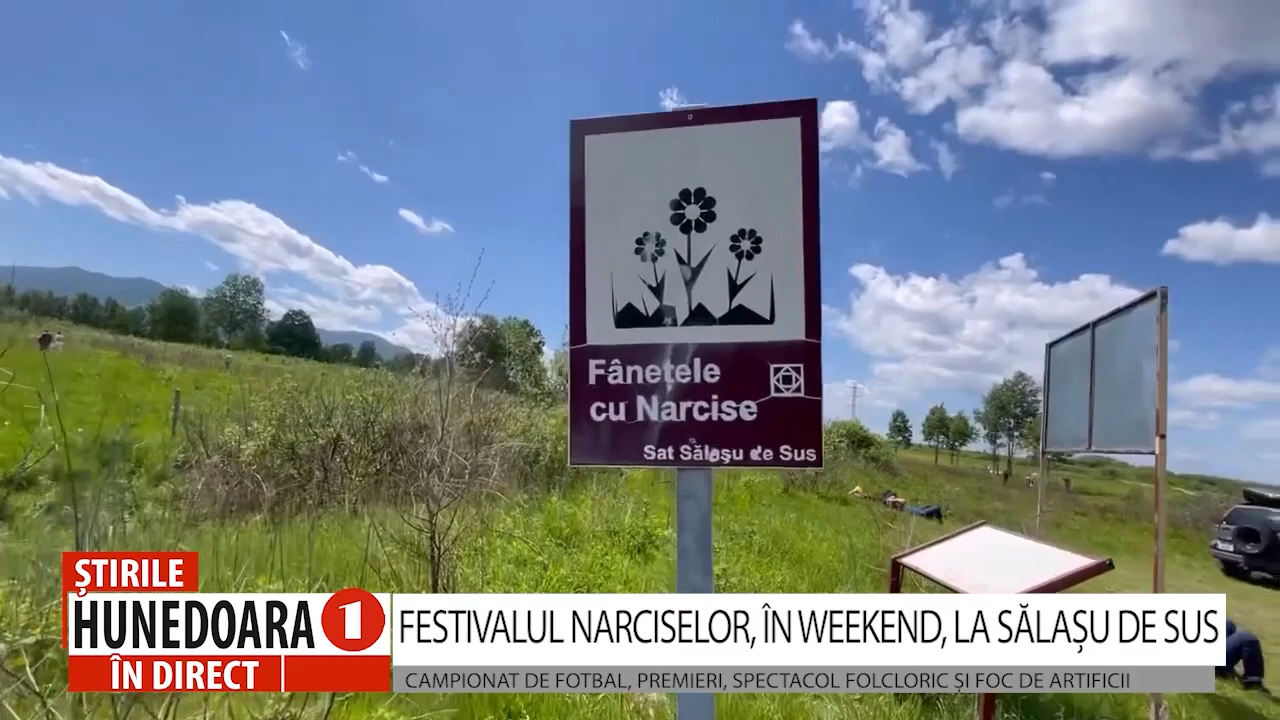 Fânețele
cu Narcise
Sat Sălașu de Sus
ȘTIRILE
HUNEDOARA 1
ÎN DIRECT
FESTIVALUL NARCISELOR, ÎN WEEKEND, LA SĂLAȘU DE SUS
CAMPIONAT DE FOTBAL, PREMIERI, SPECTACOL FOLCLORIC ȘI FOC DE ARTIFICII